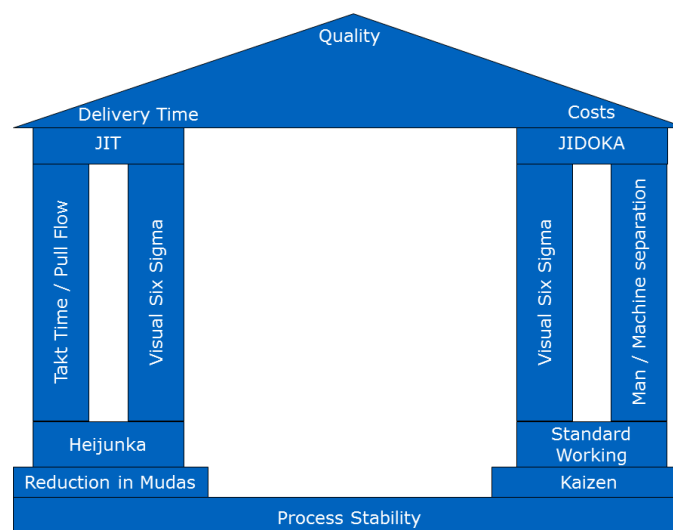 Quality
Delivery Time
Costs
JIT
JIDOKA
Takt Time / Pull Flow
Visual Six Sigma
Visual Six Sigma
Man / Machine separation
Heijunka
Standard
Working
Reduction in Mudas
Kaizen
Process Stability